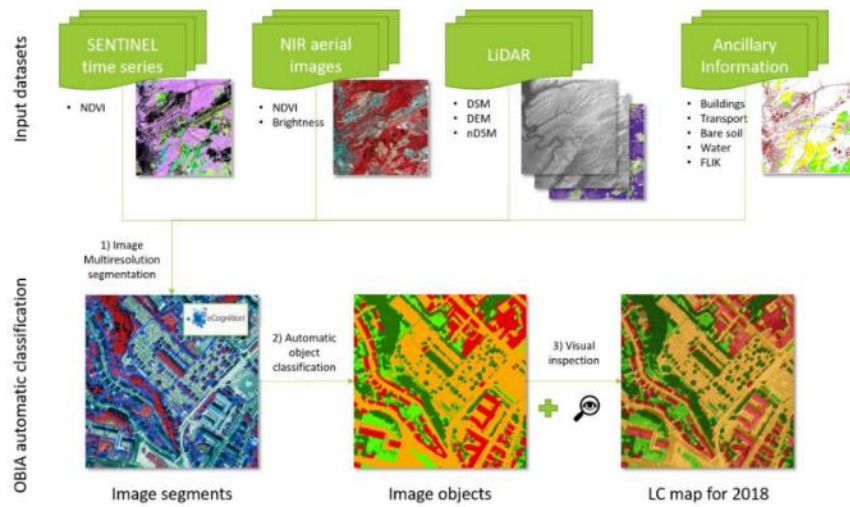 Input datasets
SENTINEL
time series
• NDVI
NIR aerial
images
• NDVI
• Brightness
LiDAR
• DSM
• DEM
• nDSM
Ancillary
Information
• Buildings
• Transport
• Bare soil
• Water
• FLIK
OBIA automatic classification
1) Image
Multiresolution
segmentation
eCognition
2) Automatic
object
classification
3) Visual
inspection
Image segments
Image objects
LC map for 2018